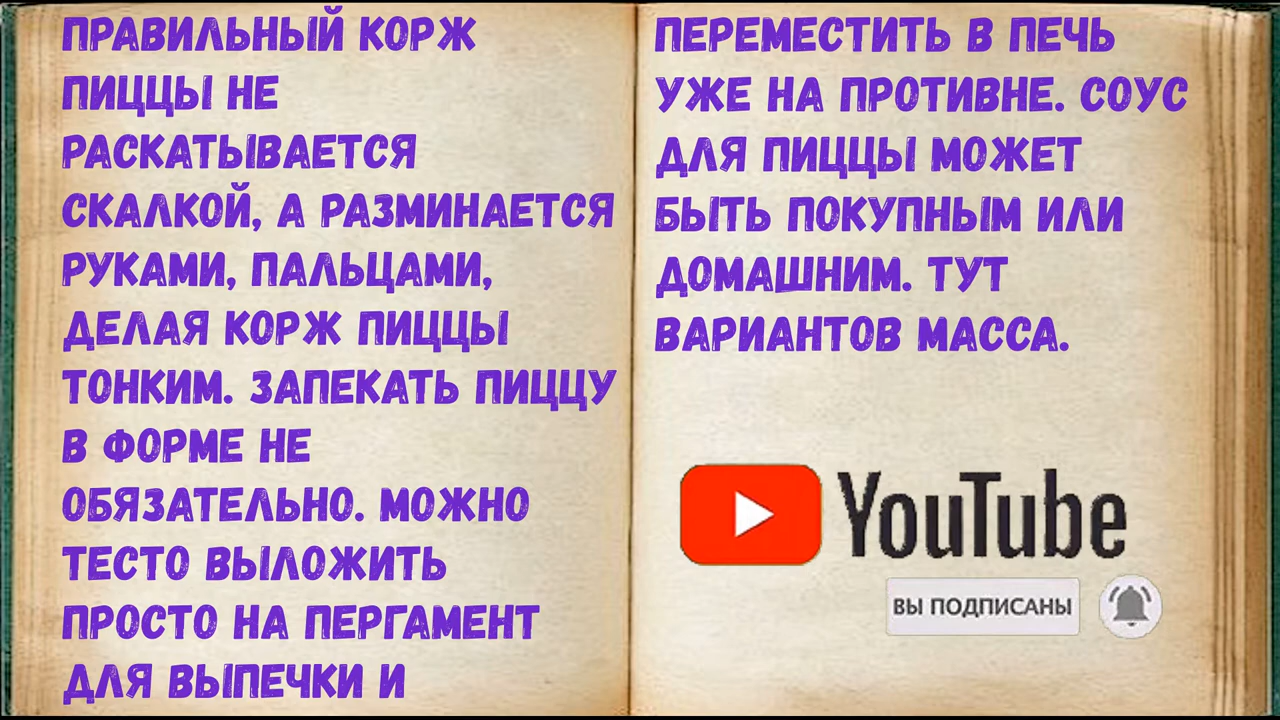 ПРАВИЛЬНЫЙ КОРЖ
ПИЦЦЫ НЕ
РАСКАТЫВАЕТСЯ
СКАЛКОЙ, А РАЗМИНАЕТСЯ
РУКАМИ, ПАЛЬЦАМИ,
ДЕЛАЯ КОРЖ ПИЦЦЫ
ТОНКИМ. ЗАПЕКАТЬ ПИЦЦУ
В ФОРМЕ НЕ
ОБЯЗАТЕЛЬНО. МОЖНО
ТЕСТО ВЫЛОЖИТЬ
ПРОСТО НА ПЕРГАМЕНТ
ДЛЯ ВЫПЕЧКИ И
ПЕРЕМЕСТИТЬ В ПЕЧЬ
УЖЕ НА ПРОТИВНЕ. СОУС
ДЛЯ ПИЦЦЫ МОЖЕТ
БЫТЬ ПОКУПНЫМ ИЛИ
ДОМАШНИМ. ТУТ
ВАРИАНТОВ МАССА.
YouTube
ВЫ ПОДПИСАНЫ